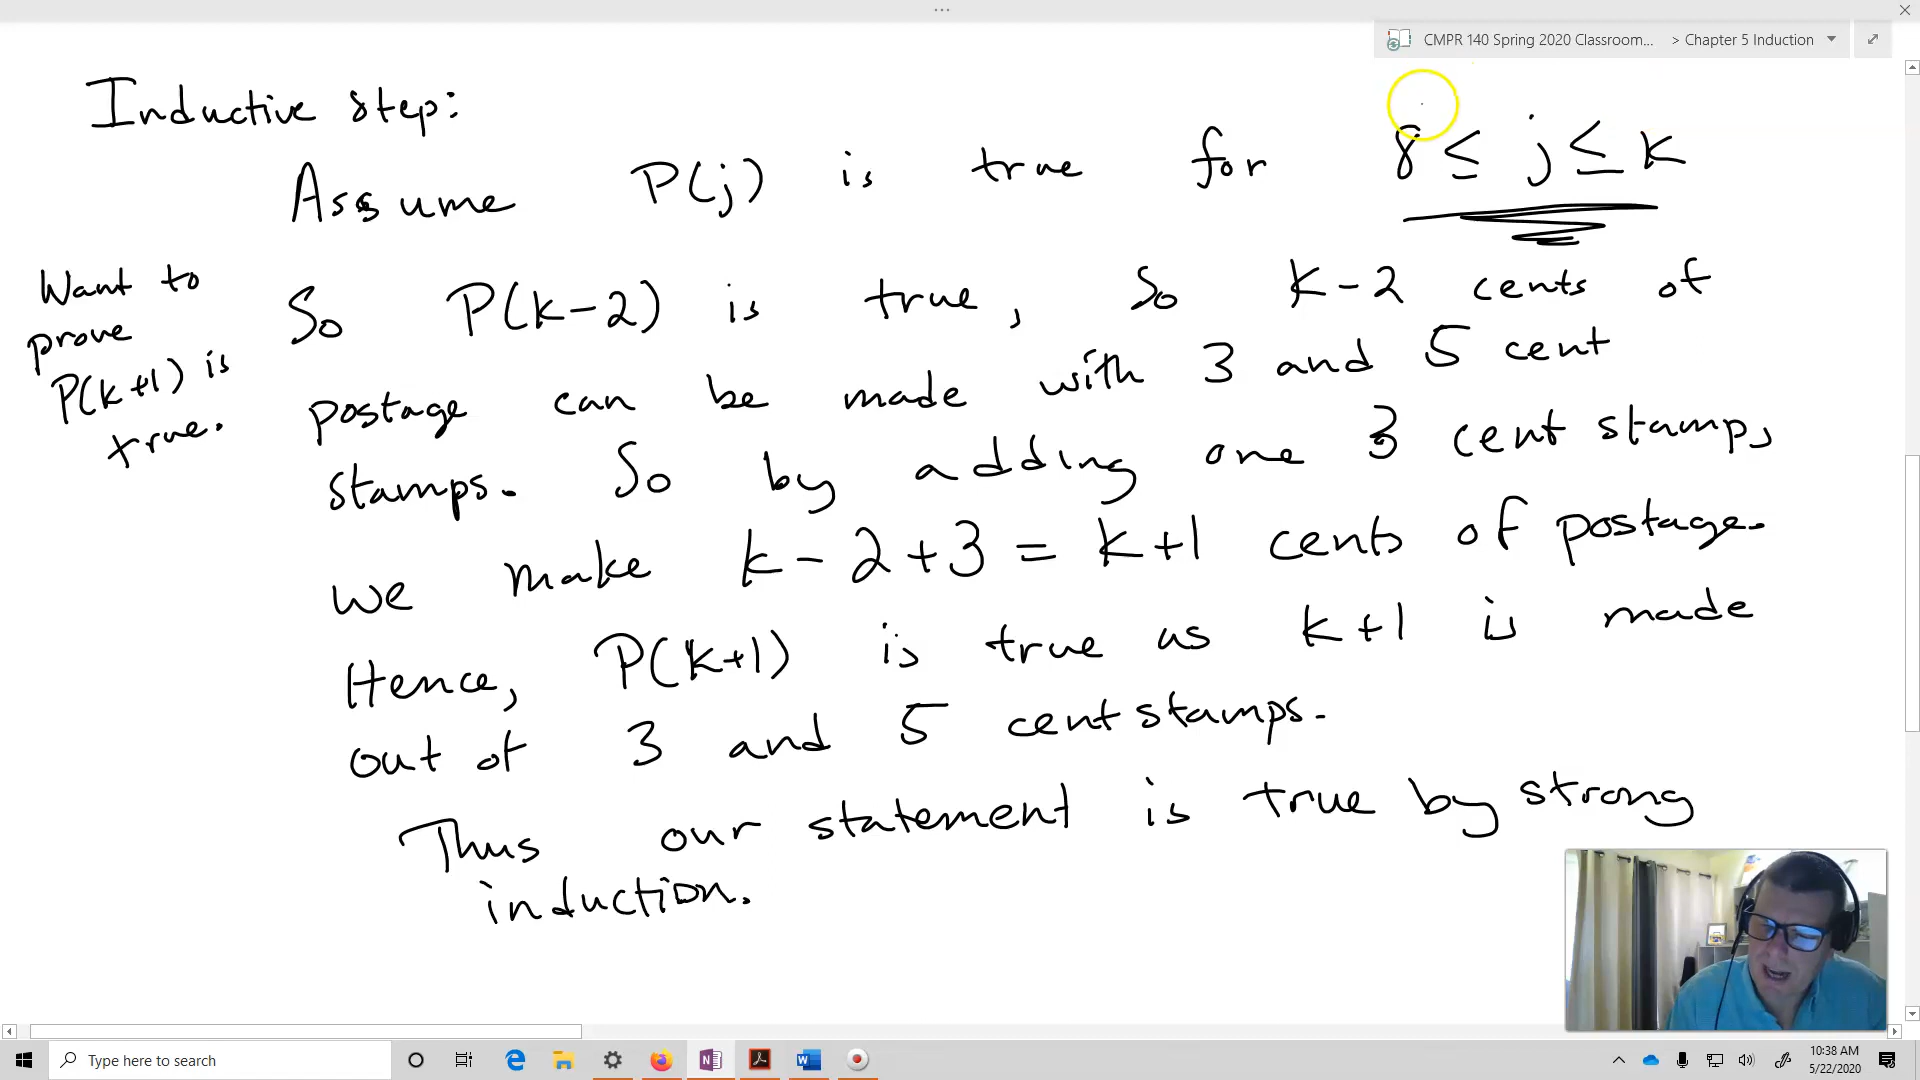 CMPR 140 Spring 2020 Classroom... > Chapter 5 Induction
Inductive step:
Assume P(j) is true for 8 ≤ j ≤ k
Want to
prove
P(k+1) is
true.
So P(k-2) is true, So k-2 cents of
postage can be made with 3 and 5 cent
stamps. So by adding one 3 cent stamp,
we make k-2+3 = k+1 cents of postage.
Hence, P(k+1) is true as k+1 is made
out of 3 and 5 cent stamps.
Thus our statement is true by strong
induction.
Type here to search
10:38 AM
5/22/2020